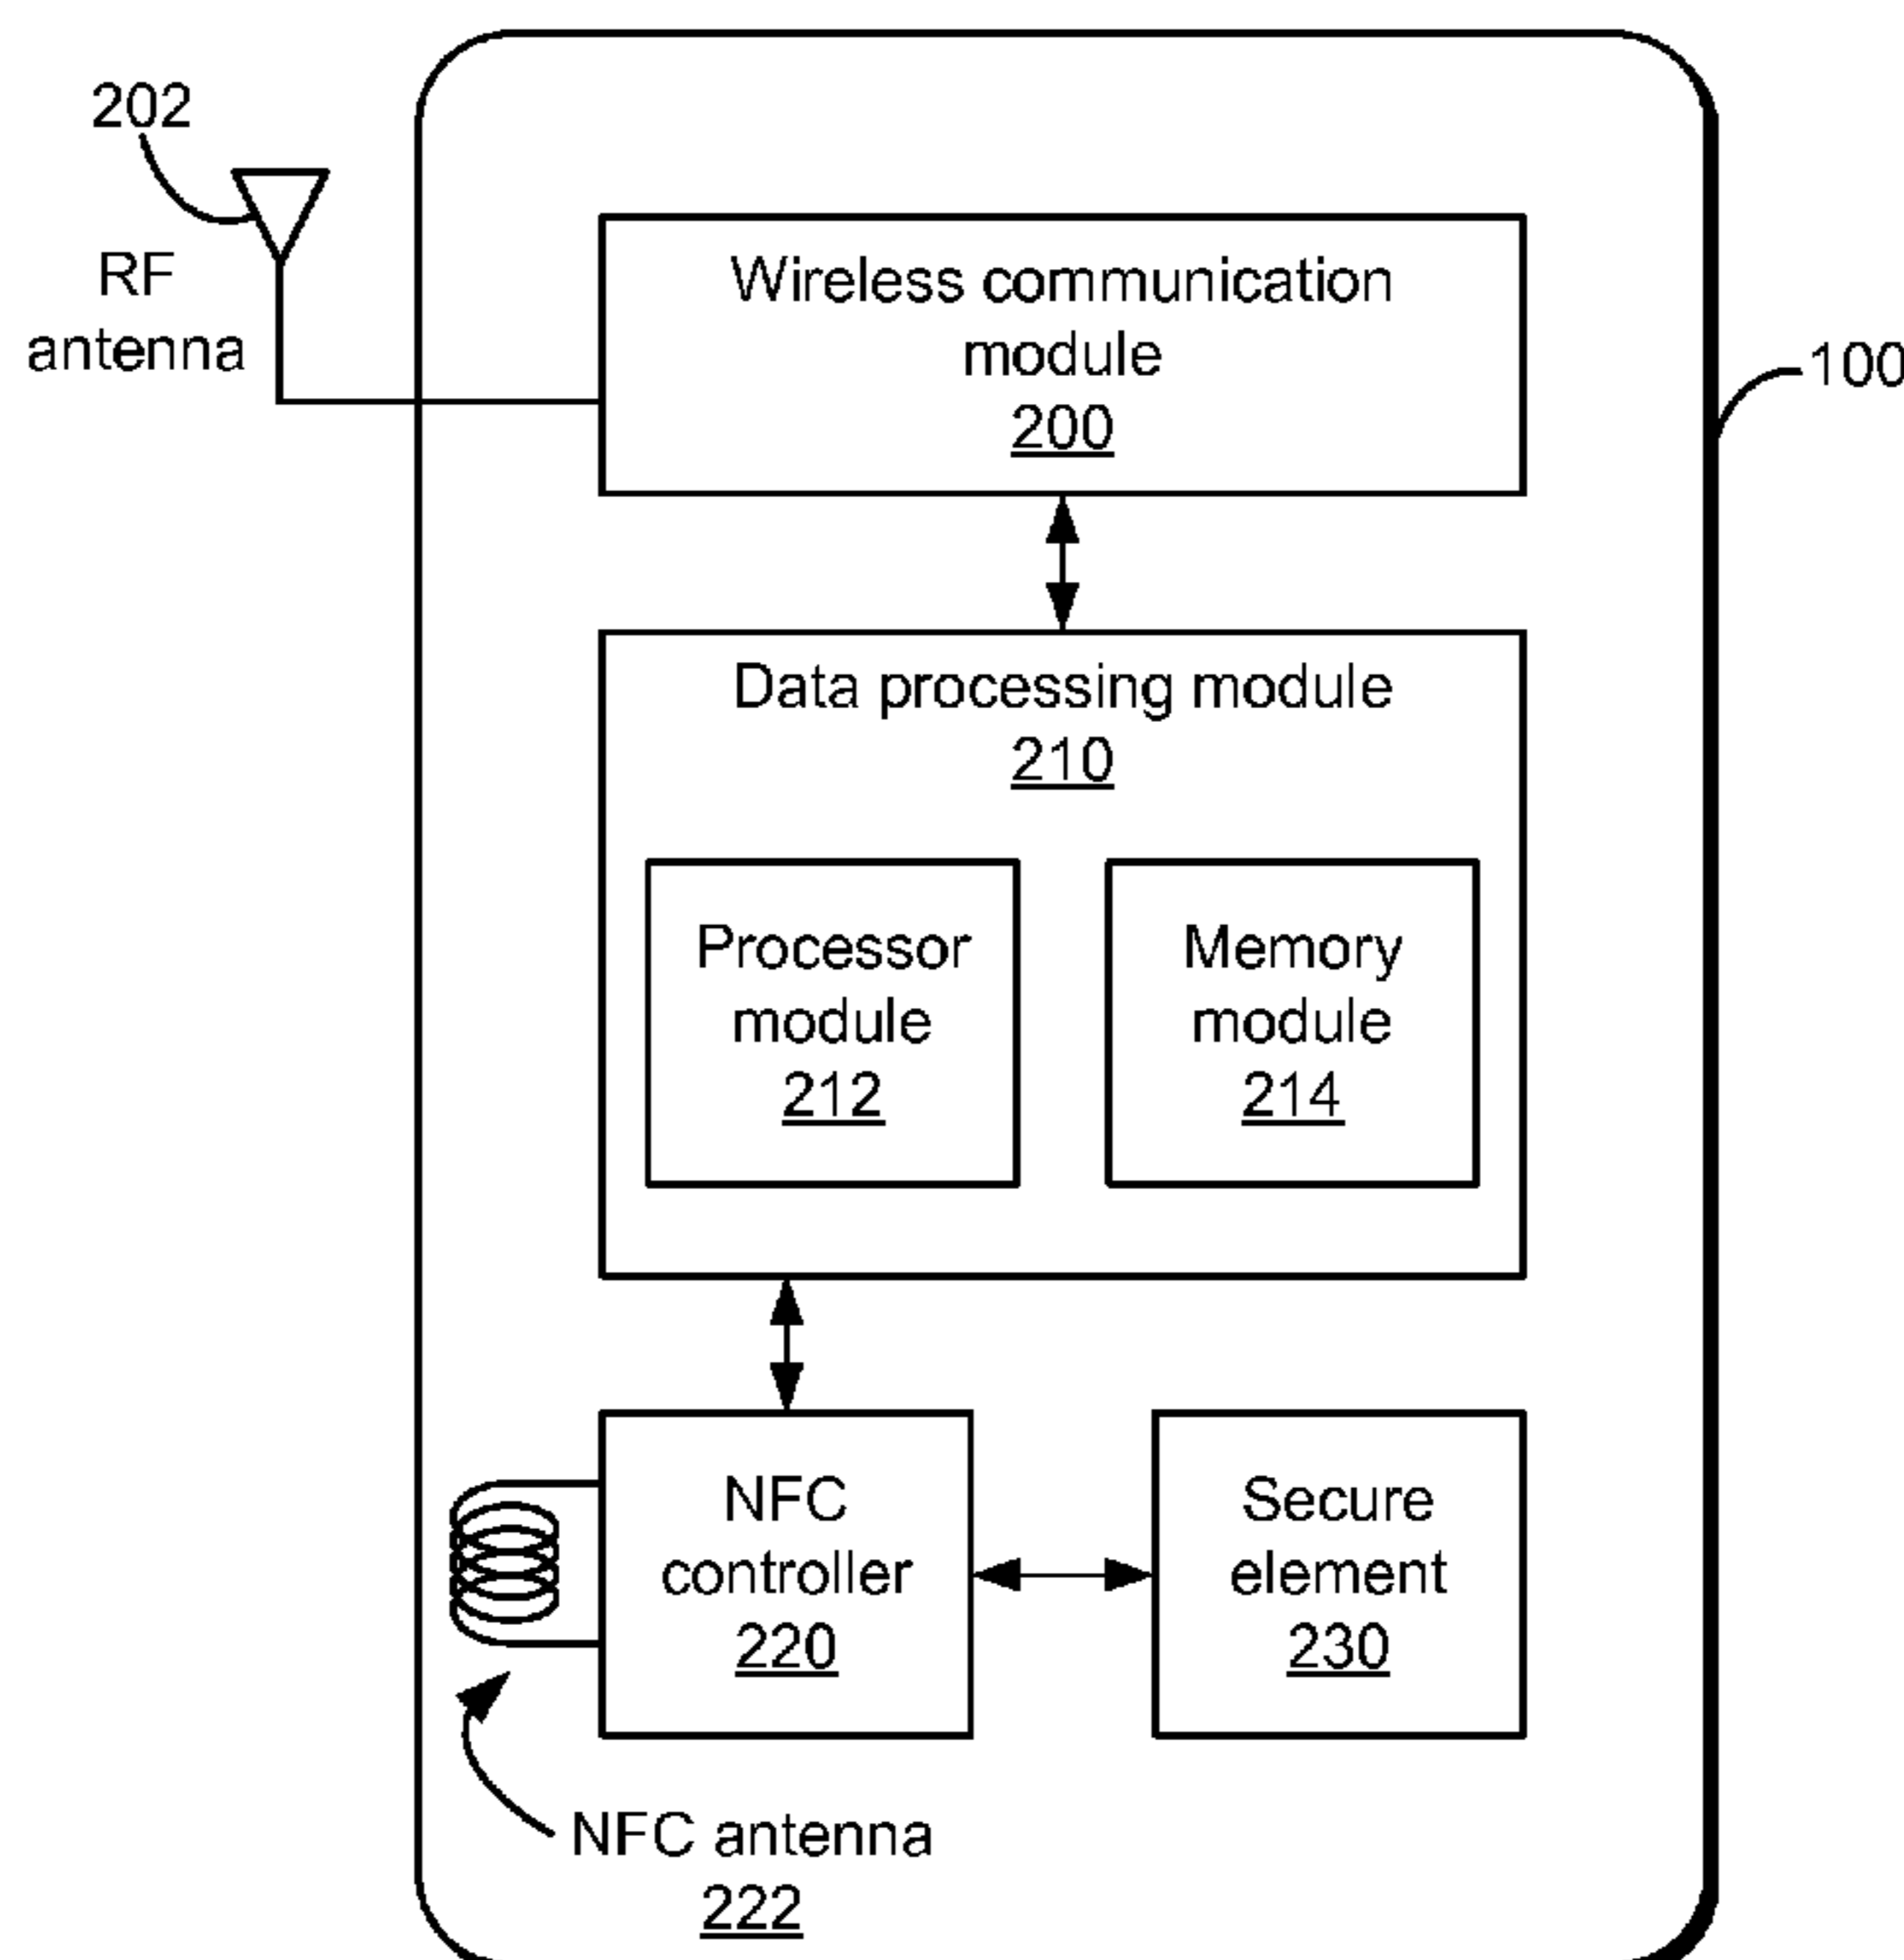 202
RF
antenna
Wireless communication
module
200
100
Data processing module
210
Processor
module
212
Memory
module
214
NFC
controller
220
Secure
element
230
NFC antenna
222